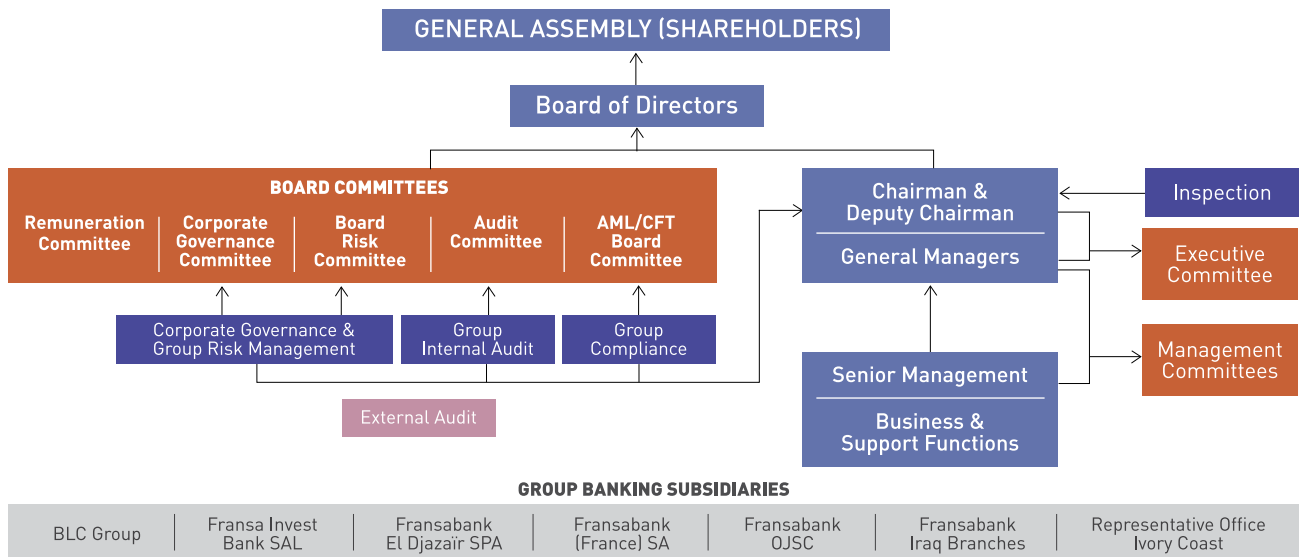 GENERAL ASSEMBLY (SHAREHOLDERS)
Board of Directors
BOARD COMMITTEES
Remuneration
Committee
Corporate
Governance
Committee
Board
Risk
Committee
Audit
Committee
AML/CFT
Board
Committee
Chairman &
Deputy Chairman
General Managers
Inspection
Executive
Committee
Corporate Governance &
Group Risk Management
Group
Internal Audit
Group
Compliance
Senior Management
Business &
Support Functions
Management
Committees
External Audit
GROUP BANKING SUBSIDIARIES
BLC Group
Fransa Invest
Bank SAL
Fransabank
El Djazaïr SPA
Fransabank
(France) SA
Fransabank
OJSC
Fransabank
Iraq Branches
Representative Office
Ivory Coast